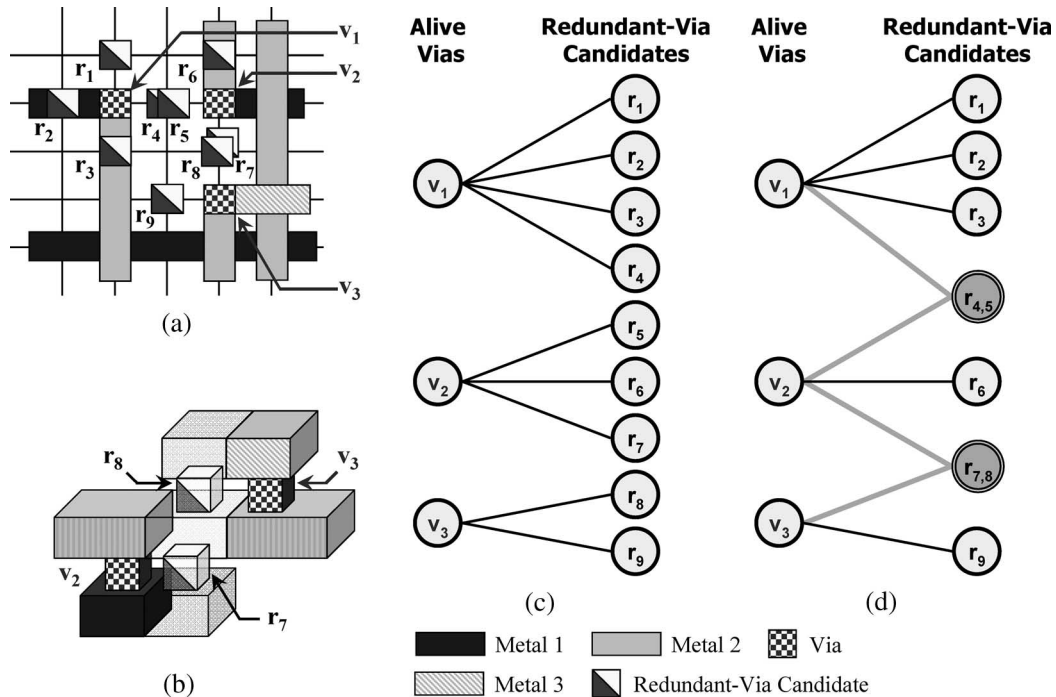 v1
r1
r6
v2
r2
r4
r5
r3
r8
r7
r9
v3
(a)
r8
v3
v2
r7
(b)
Alive
Vias
Redundant-Via
Candidates
r1
r2
v1
r3
r4
r5
v2
r6
r7
r8
v3
r9
(c)
Alive
Vias
Redundant-Via
Candidates
r1
v1
r2
r3
r4,5
v2
r6
r7,8
v3
r9
(d)
Metal 1
Metal 2
Via
Metal 3
Redundant-Via Candidate